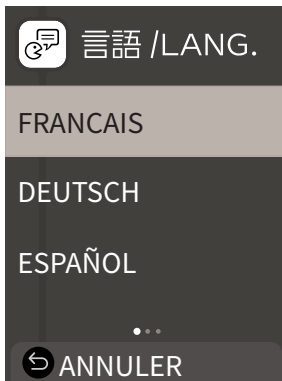 言語 /LANG.
FRANCAIS
DEUTSCH
ESPAÑOL
ANNULER